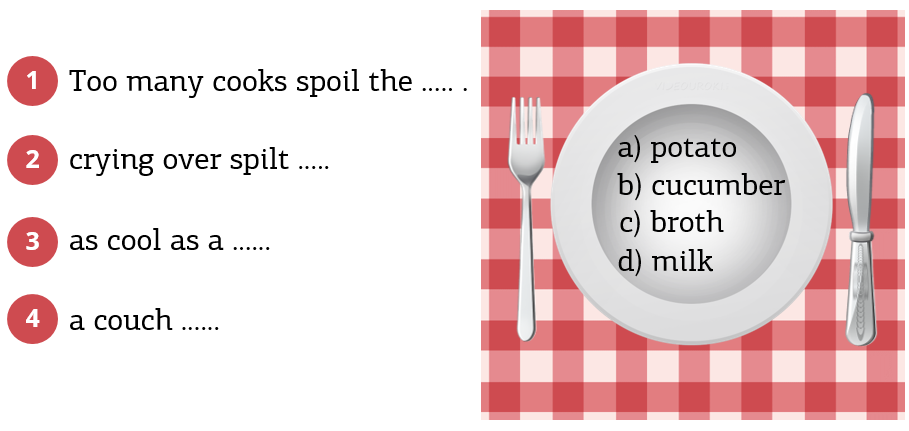 1 Too many cooks spoil the ..... .
2 crying over spilt .....
3 as cool as a ......
4 a couch ......
a) potato
b) cucumber
c) broth
d) milk